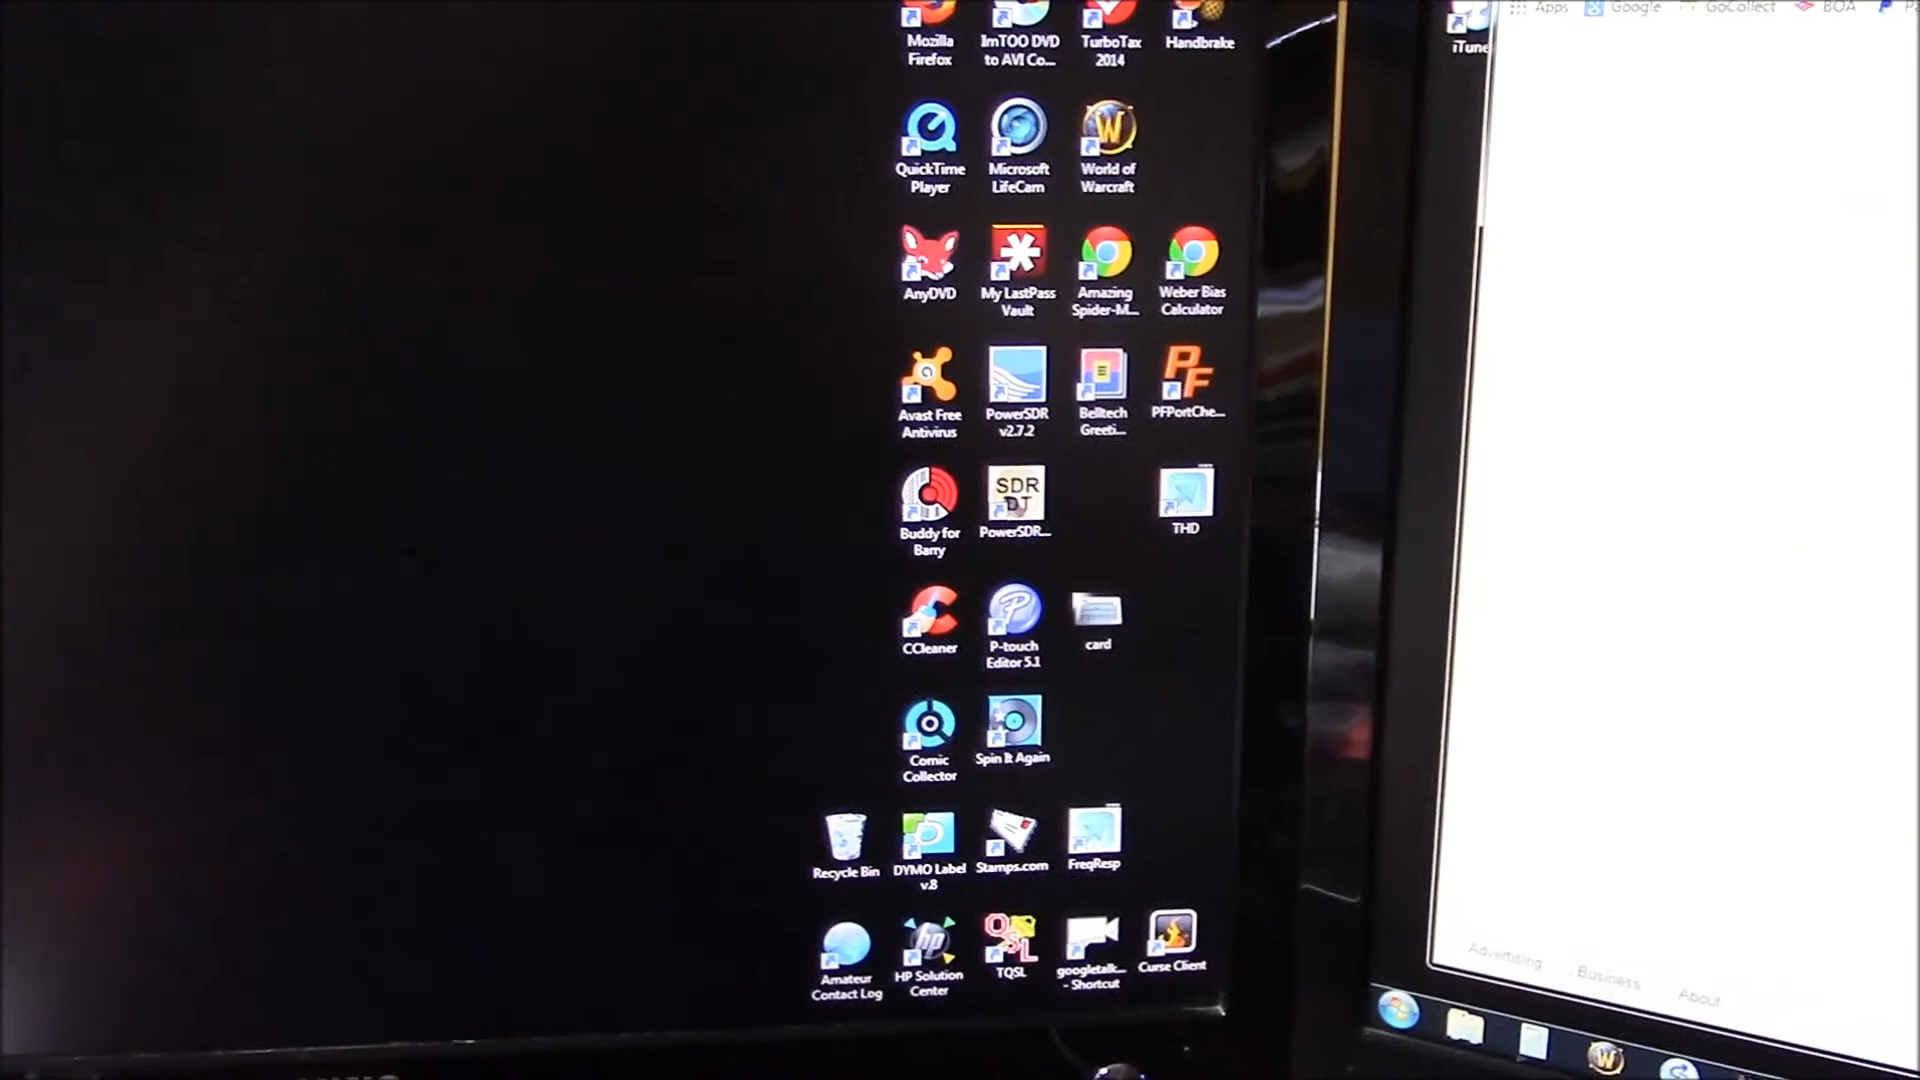 Mozilla
Firefox
ImTOO DVD
to AVI Co...
TurboTax
2014
Handbrake
QuickTime
Player
Microsoft
LifeCam
W
World of
Warcraft
AnyDVD
My LastPass
Vault
Amazing
Spider-M...
Weber Bias
Calculator
Avast Free
Antivirus
PowerSDR
v2.7.2
Belltech
Greeti...
PF
PFPortChe...
Buddy for
Barry
SDR
DJ
PowerSDR...
THD
CCleaner
P
P-touch
Editor 5.1
card
Comic
Collector
Spin It Again
Recycle Bin
DYMO Label
v.8
Stamps.com
FreqResp
Amateur
Contact Log
hp
HP Solution
Center
QSL
TQSL
googletalk...
- Shortcut
Curse Client
iTune
Apps
Google
GoCollect
BOA
Advertising
Business
About
W